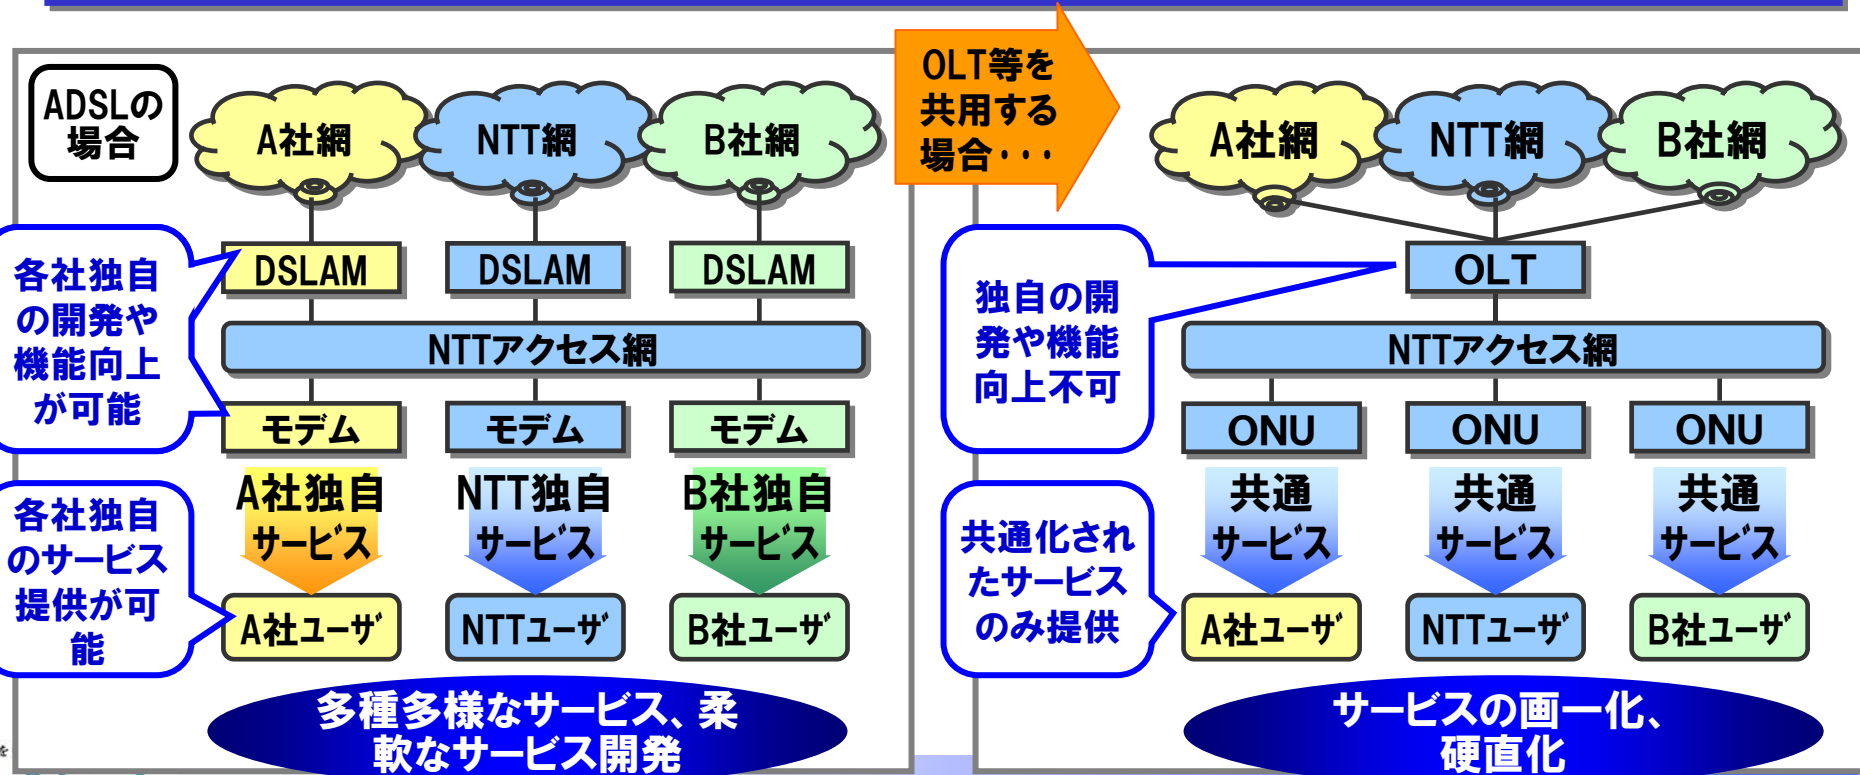 ADSLの
場合
A社網
NTT網
B社網
DSLAM
DSLAM
DSLAM
各社独自
の開発や
機能向上
が可能
NTTアクセス網
モデム
モデム
モデム
A社独自
サービス
NTT独自
サービス
B社独自
サービス
各社独自
のサービス
提供が可
能
A社ユーザ
NTTユーザ
B社ユーザ
多種多様なサービス、柔
軟なサービス開発
OLT等を
共用する
場合・・・
A社網
NTT網
B社網
OLT
独自の開
発や機能
向上不可
NTTアクセス網
ONU
ONU
ONU
共通
サービス
共通
サービス
共通
サービス
共通化され
たサービス
のみ提供
A社ユーザ
NTTユーザ
B社ユーザ
サービスの画一化、
硬直化